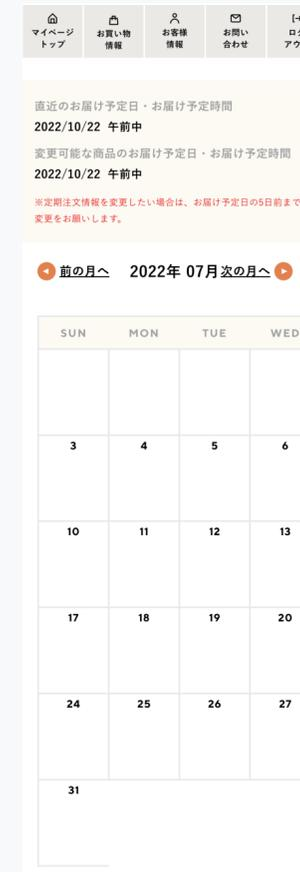 マイページ
トップ
お買い物
情報
お客様
情報
お問い
合わせ
直近のお届け予定日・お届け予定時間
2022/10/22 午前中
変更可能な商品のお届け予定日・お届け予定時間
2022/10/22 午前中
※定期注文情報を変更したい場合は、お届け予定日の5日前まで
変更をお願いします。
前の月へ 2022年 07月 次の月へ
SUN MON TUE WED
3 4 5 6
10 11 12 13
17 18 19 20
24 25 26 27
31